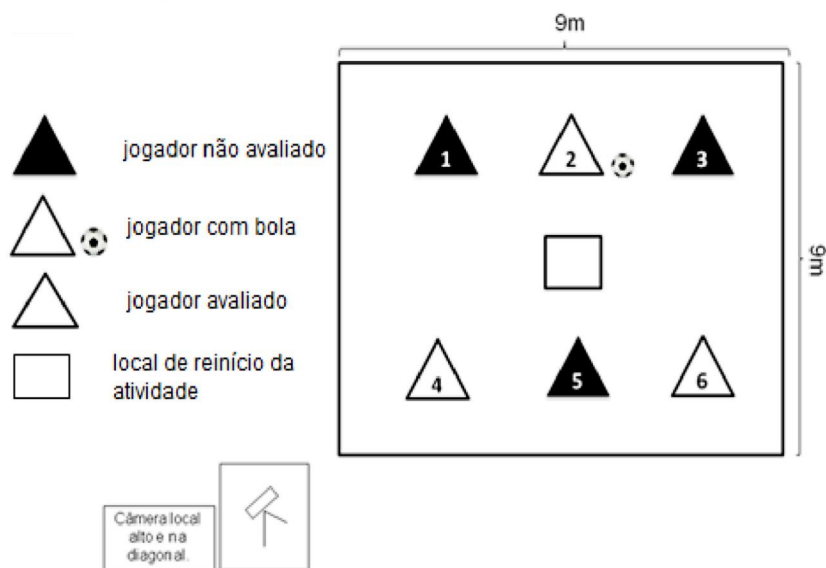 9m
jogador não avaliado
jogador com bola
jogador avaliado
local de reinício da
atividade
1
2
3
9m
4
5
6
Câmera local
alto e na
diagonal.